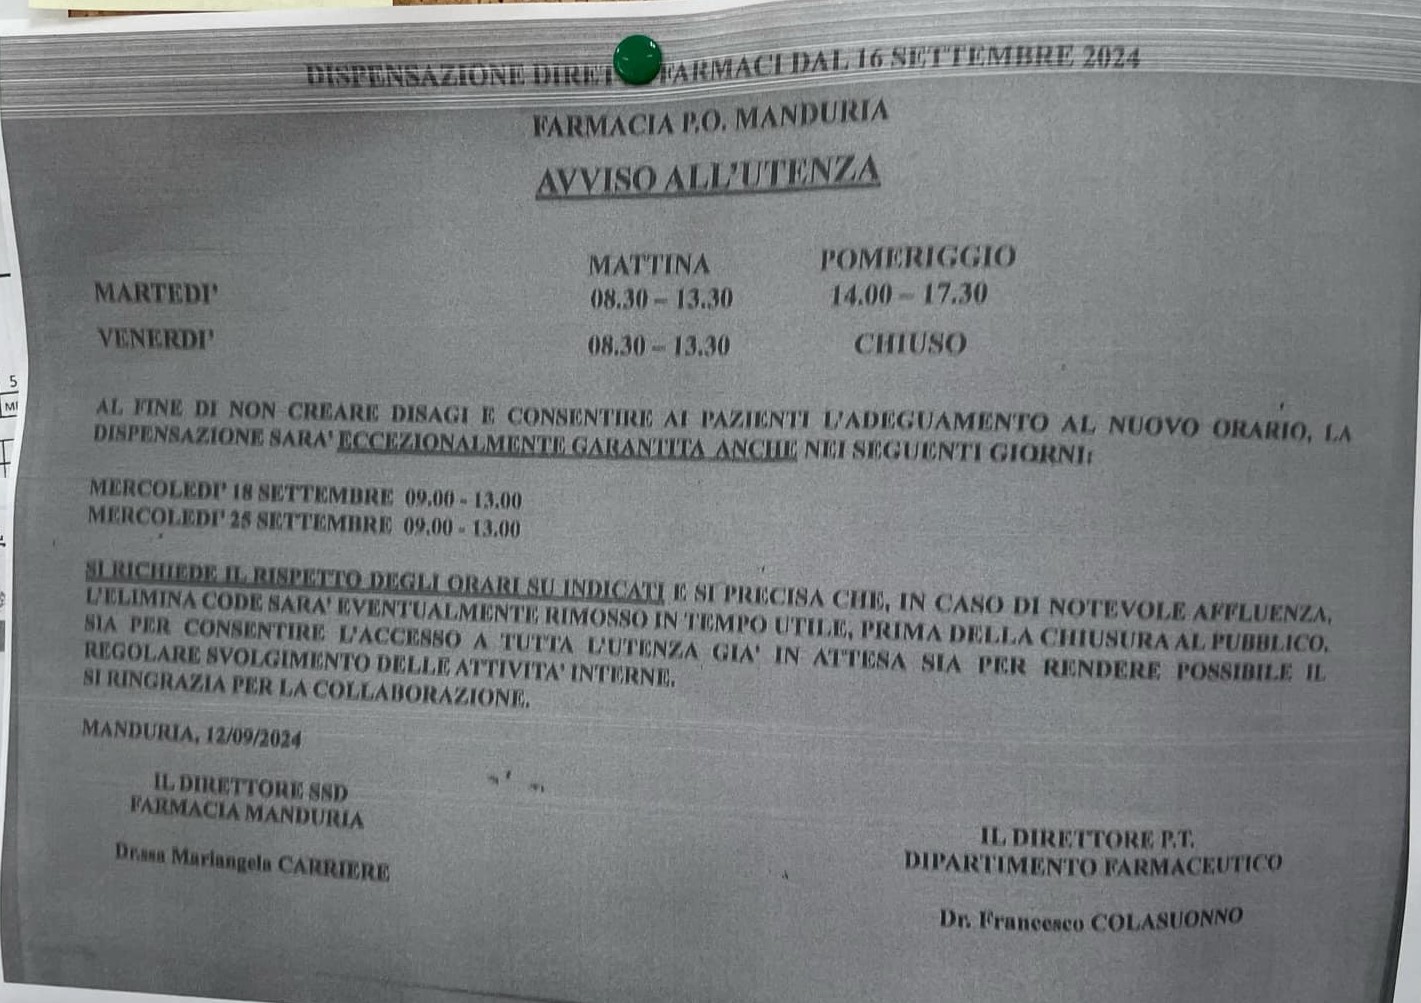 DISPENSAZIONE DIRET FARMACI DAL 16 SETTEMBRE 2024
FARMACIA P.O. MANDURIA
AVVISO ALL'UTENZA
MATTINA POMERIGGIO
MARTEDI' 08.30 – 13.30 14.00 – 17.30
VENERDI' 08.30 – 13.30 CHIUSO
AL FINE DI NON CREARE DISAGI E CONSENTIRE AI PAZIENTI L'ADEGUAMENTO AL NUOVO ORARIO, LA
DISPENSAZIONE SARA' ECCEZIONALMENTE GARANTITA ANCHE NEI SEGUENTI GIORNI:
MERCOLEDI' 18 SETTEMBRE 09.00 - 13.00
MERCOLEDI' 25 SETTEMBRE 09.00 - 13.00
SI RICHIEDE IL RISPETTO DEGLI ORARI SU INDICATI E SI PRECISA CHE, IN CASO DI NOTEVOLE AFFLUENZA,
L'ELIMINA CODE SARA' EVENTUALMENTE RIMOSSO IN TEMPO UTILE, PRIMA DELLA CHIUSURA AL PUBBLICO,
SIA PER CONSENTIRE L'ACCESSO A TUTTA L'UTENZA GIA' IN ATTESA SIA PER RENDERE POSSIBILE IL
REGOLARE SVOLGIMENTO DELLE ATTIVITA' INTERNE.
SI RINGRAZIA PER LA COLLABORAZIONE.
MANDURIA, 12/09/2024
IL DIRETTORE SSD
FARMACIA MANDURIA
Dr.ssa Mariangela CARRIERE
IL DIRETTORE P.T.
DIPARTIMENTO FARMACEUTICO
Dr. Francesco COLASUONNO